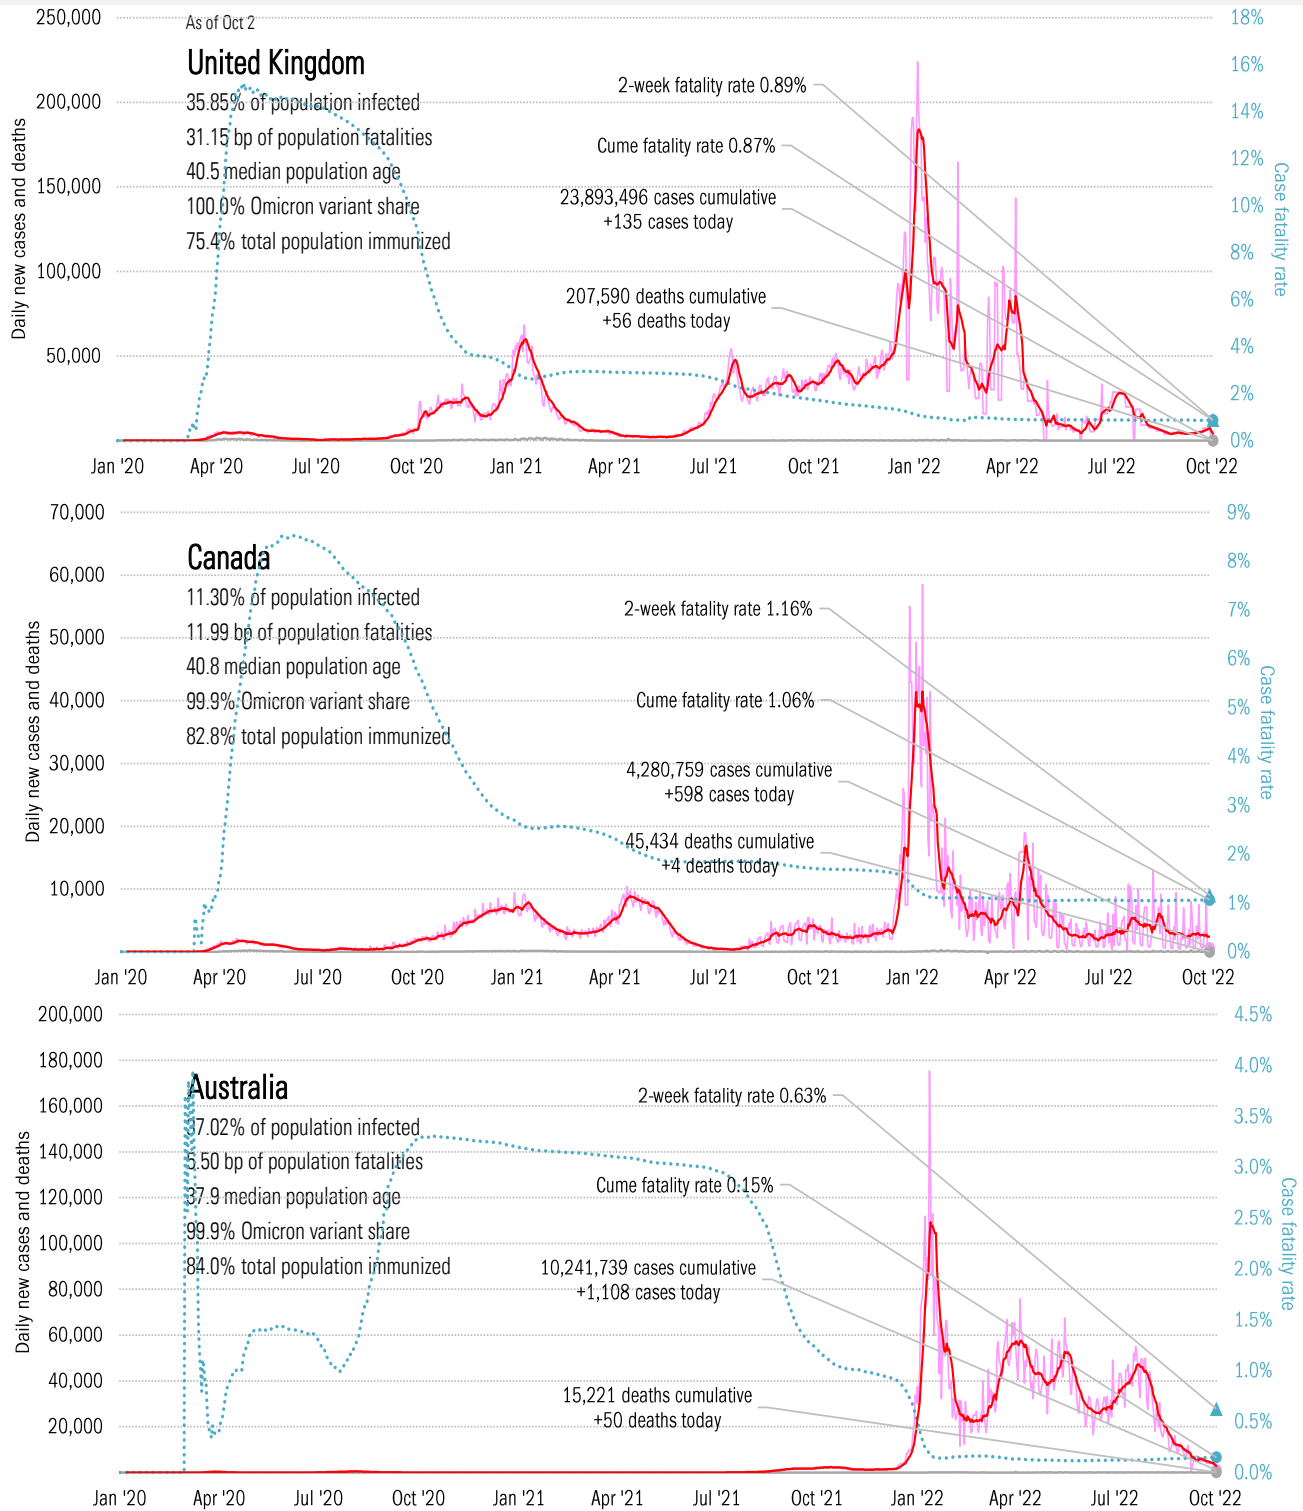 As of Oct 2
United Kingdom
35.85% of population infected
31.15 bp of population fatalities
40.5 median population age
100.0% Omicron variant share
75.4% total population immunized
2-week fatality rate 0.89%
Cume fatality rate 0.87%
23,893,496 cases cumulative
+135 cases today
207,590 deaths cumulative
+56 deaths today
Daily new cases and deaths
250,000
200,000
150,000
100,000
50,000
Case fatality rate
18%
16%
14%
12%
10%
8%
6%
4%
2%
0%
Jan '20 Apr '20 Jul '20 Oct '20 Jan '21 Apr '21 Jul '21 Oct '21 Jan '22 Apr '22 Jul '22 Oct '22
Canada
11.30% of population infected
11.99 bp of population fatalities
40.8 median population age
99.9% Omicron variant share
82.8% total population immunized
2-week fatality rate 1.16%
Cume fatality rate 1.06%
4,280,759 cases cumulative
+598 cases today
45,434 deaths cumulative
+4 deaths today
Daily new cases and deaths
70,000
60,000
50,000
40,000
30,000
20,000
10,000
Case fatality rate
9%
8%
7%
6%
5%
4%
3%
2%
1%
0%
Jan '20 Apr '20 Jul '20 Oct '20 Jan '21 Apr '21 Jul '21 Oct '21 Jan '22 Apr '22 Jul '22 Oct '22
Australia
37.02% of population infected
5.50 bp of population fatalities
37.9 median population age
99.9% Omicron variant share
84.0% total population immunized
2-week fatality rate 0.63%
Cume fatality rate 0.15%
10,241,739 cases cumulative
+1,108 cases today
15,221 deaths cumulative
+50 deaths today
Daily new cases and deaths
200,000
180,000
160,000
140,000
120,000
100,000
80,000
60,000
40,000
20,000
Case fatality rate
4.5%
4.0%
3.5%
3.0%
2.5%
2.0%
1.5%
1.0%
0.5%
0.0%
Jan '20 Apr '20 Jul '20 Oct '20 Jan '21 Apr '21 Jul '21 Oct '21 Jan '22 Apr '22 Jul '22 Oct '22